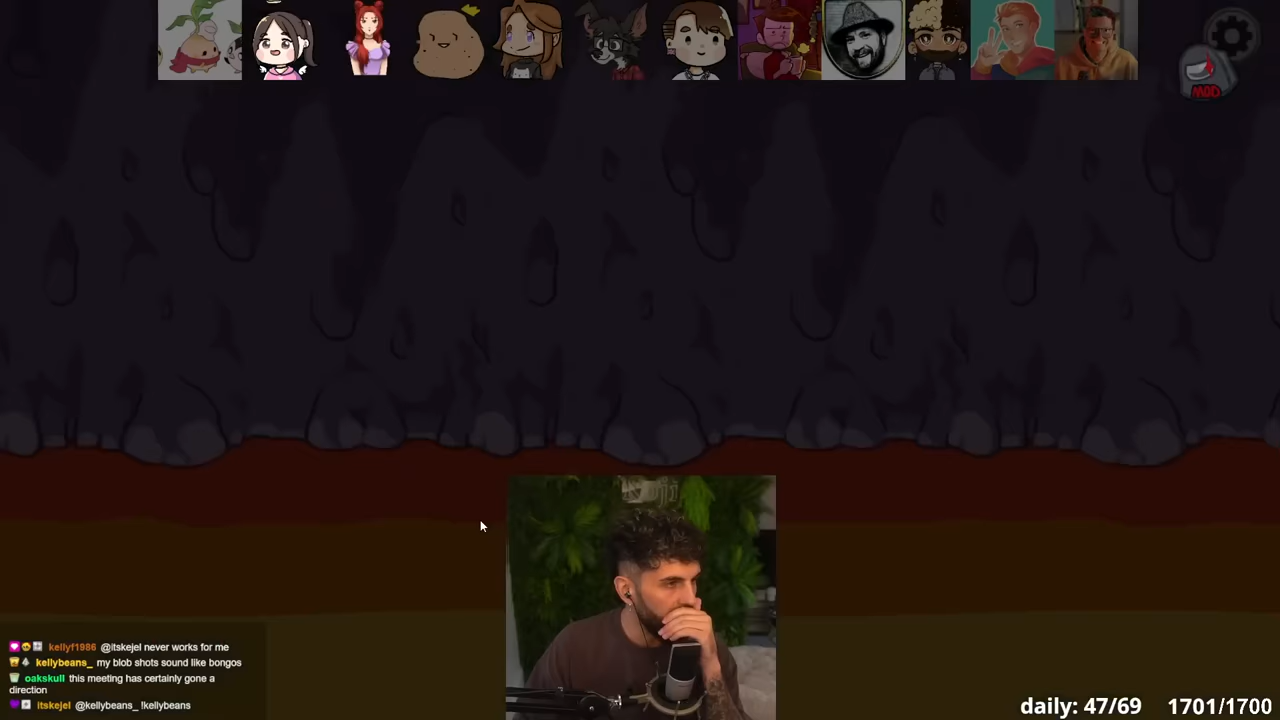 MOD
kellyf1986 @itskejel never works for me
kellybeans_ my blob shots sound like bongos
oakskull this meeting has certainly gone a
direction
itskejel @kellybeans_ !kellybeans
daily: 47/69 1701/1700